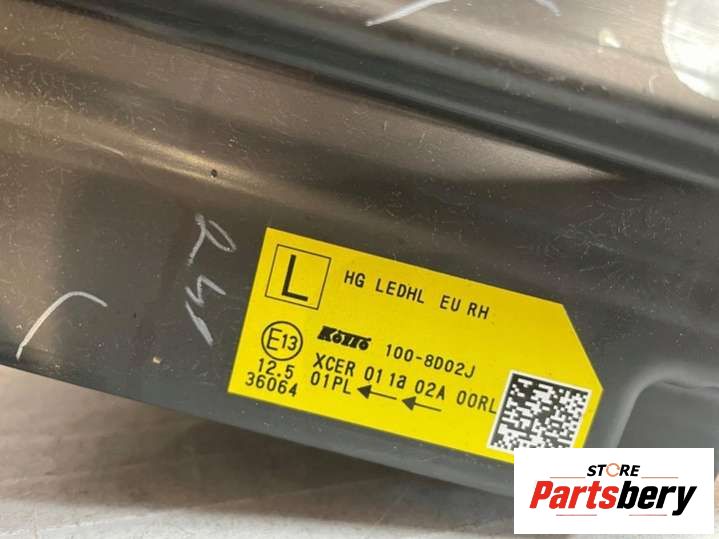 L
HG LEDHL EU RH
E13
KOITO 100-8D02J
12.5 XCER 01 1a 02A 00RL
36064 01PL ← ←
STORE
Partsbery